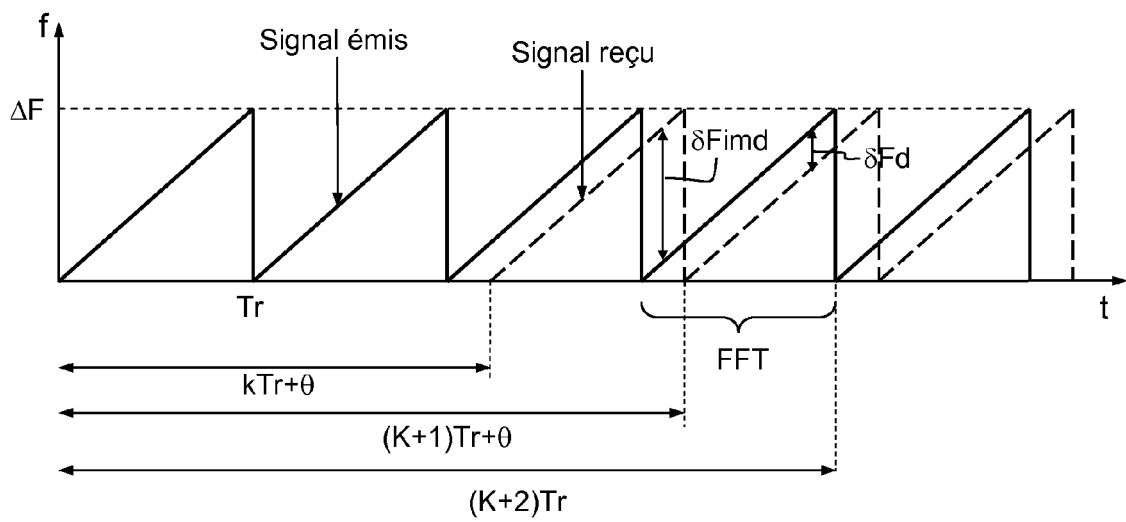 f
Signal émis
Signal reçu
ΔF
δFimd
δFd
Tr
t
FFT
kTr+θ
(K+1)Tr+θ
(K+2)Tr